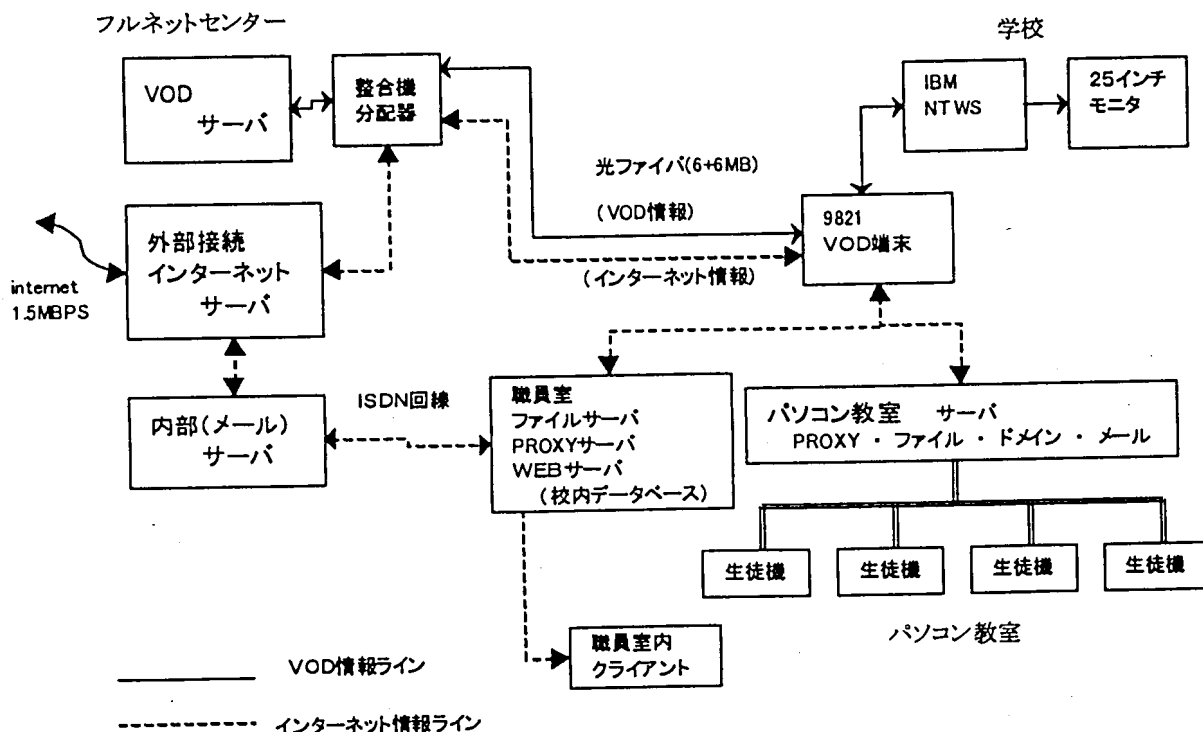 フルネットセンター
学校
VOD
サーバ
整合機
分配器
IBM
NTWS
25インチ
モニタ
光ファイバ(6+6MB)
(VOD情報)
9821
VOD端末
外部接続
インターネット
サーバ
(インターネット情報)
internet
1.5MBPS
内部(メール)
サーバ
ISDN回線
職員室
ファイルサーバ
PROXYサーバ
WEBサーバ
(校内データベース)
パソコン教室 サーバ
PROXY ・ ファイル ・ ドメイン ・ メール
生徒機
生徒機
生徒機
生徒機
パソコン教室
職員室内
クライアント
VOD情報ライン
インターネット情報ライン